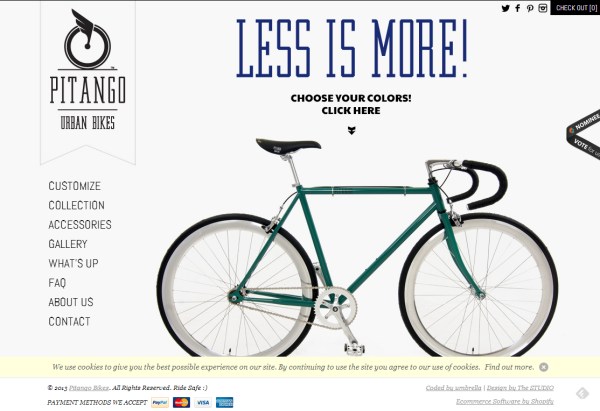 CHECK OUT [0]
PITANGO
URBAN BIKES
LESS IS MORE!
CHOOSE YOUR COLORS!
CLICK HERE
NOMINEE
VOTE for us
CUSTOMIZE
COLLECTION
ACCESSORIES
GALLERY
WHAT'S UP
FAQ
ABOUT US
CONTACT
We use cookies to give you the best possible experience on our site. By continuing to use the site you agree to our use of cookies. Find out more.
© 2013 Pitango Bikes. All Rights Reserved. Ride Safe :)
Coded by umbrella | Design by The STUDIO
PAYMENT METHODS WE ACCEPT PayPal VISA
Ecommerce Software by Shopify